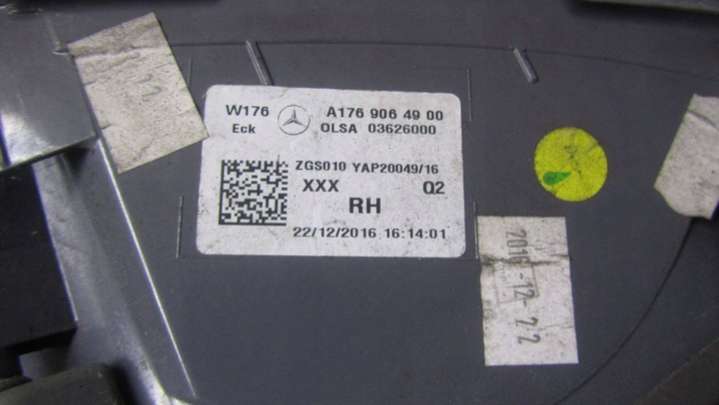 W176 A176 906 49 00
Eck OLSA 03626000
ZGS010 YAP20049/16
XXX Q2
RH
22/12/2016 16:14:01
2016-12-22
22